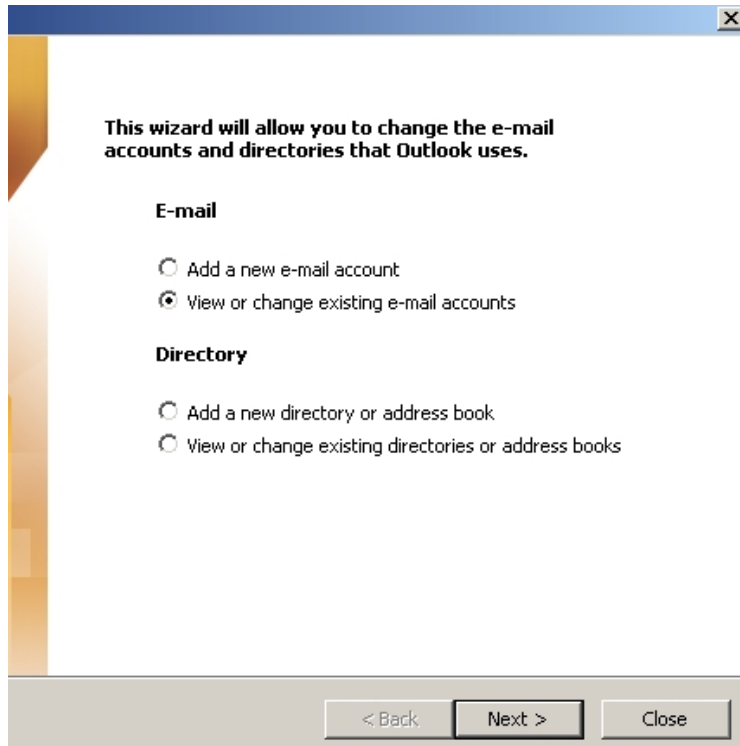 This wizard will allow you to change the e-mail
accounts and directories that Outlook uses.
E-mail
Add a new e-mail account
View or change existing e-mail accounts
Directory
Add a new directory or address book
View or change existing directories or address books
< Back
Next >
Close